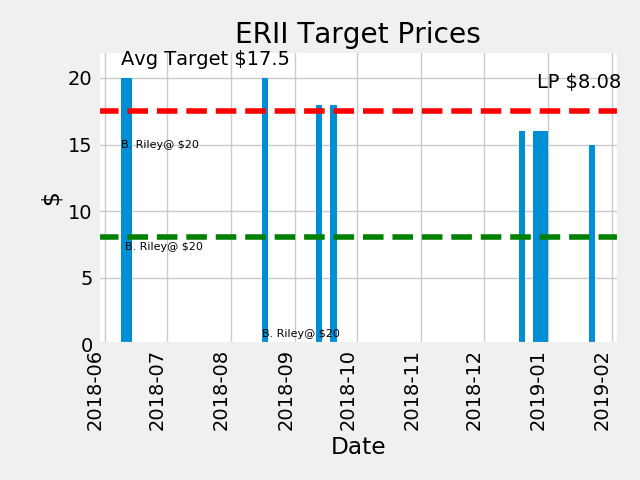 ERII Target Prices
Avg Target $17.5
LP $8.08
20
B. Riley@ $20
15
10
B. Riley@ $20
5
B. Riley@ $20
0
$
2018-06
2018-07
2018-08
2018-09
2018-10
2018-11
2018-12
2019-01
2019-02
Date